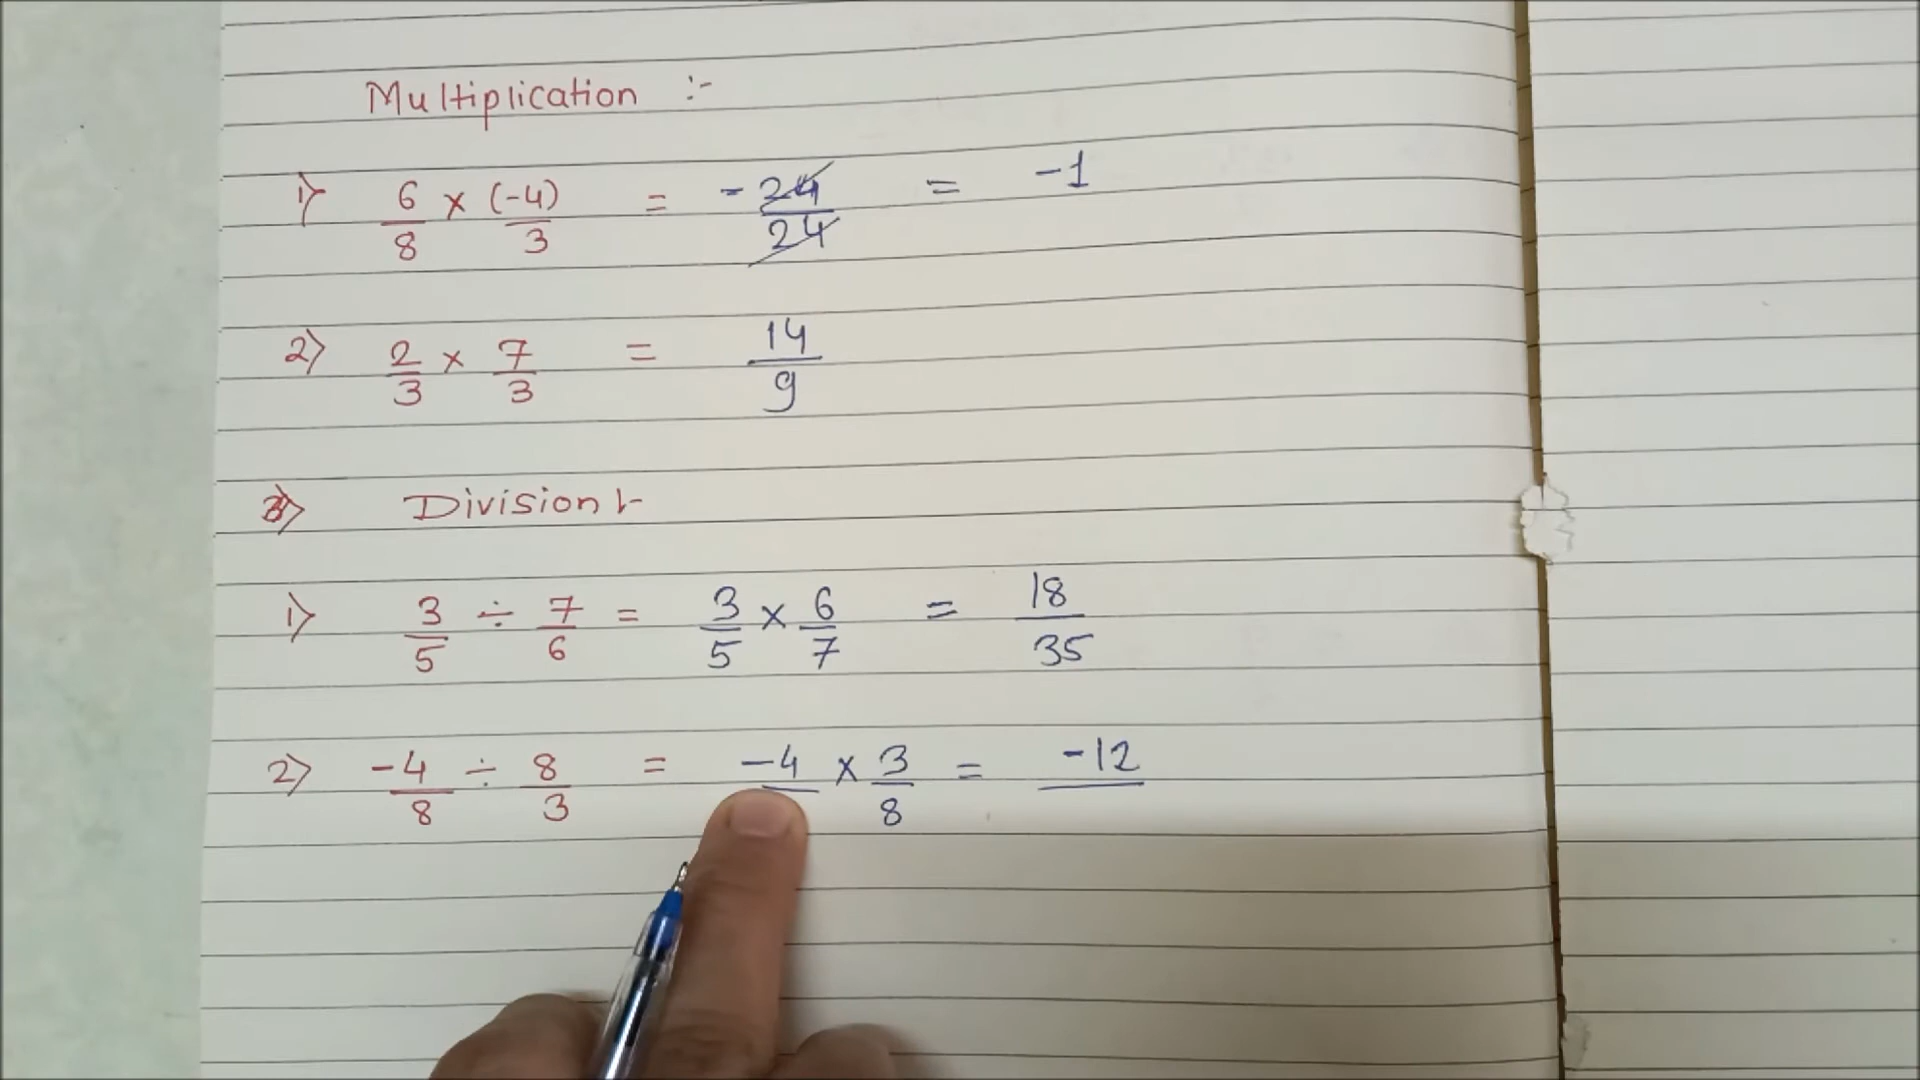 Multiplication :-
1) 6/8 × (-4)/3 = -24/24 = -1
2) 2/3 × 7/3 = 14/9
3) Division :-
1) 3/5 ÷ 7/6 = 3/5 × 6/7 = 18/35
2) -4/8 ÷ 8/3 = -4/ × 3/8 = -12/